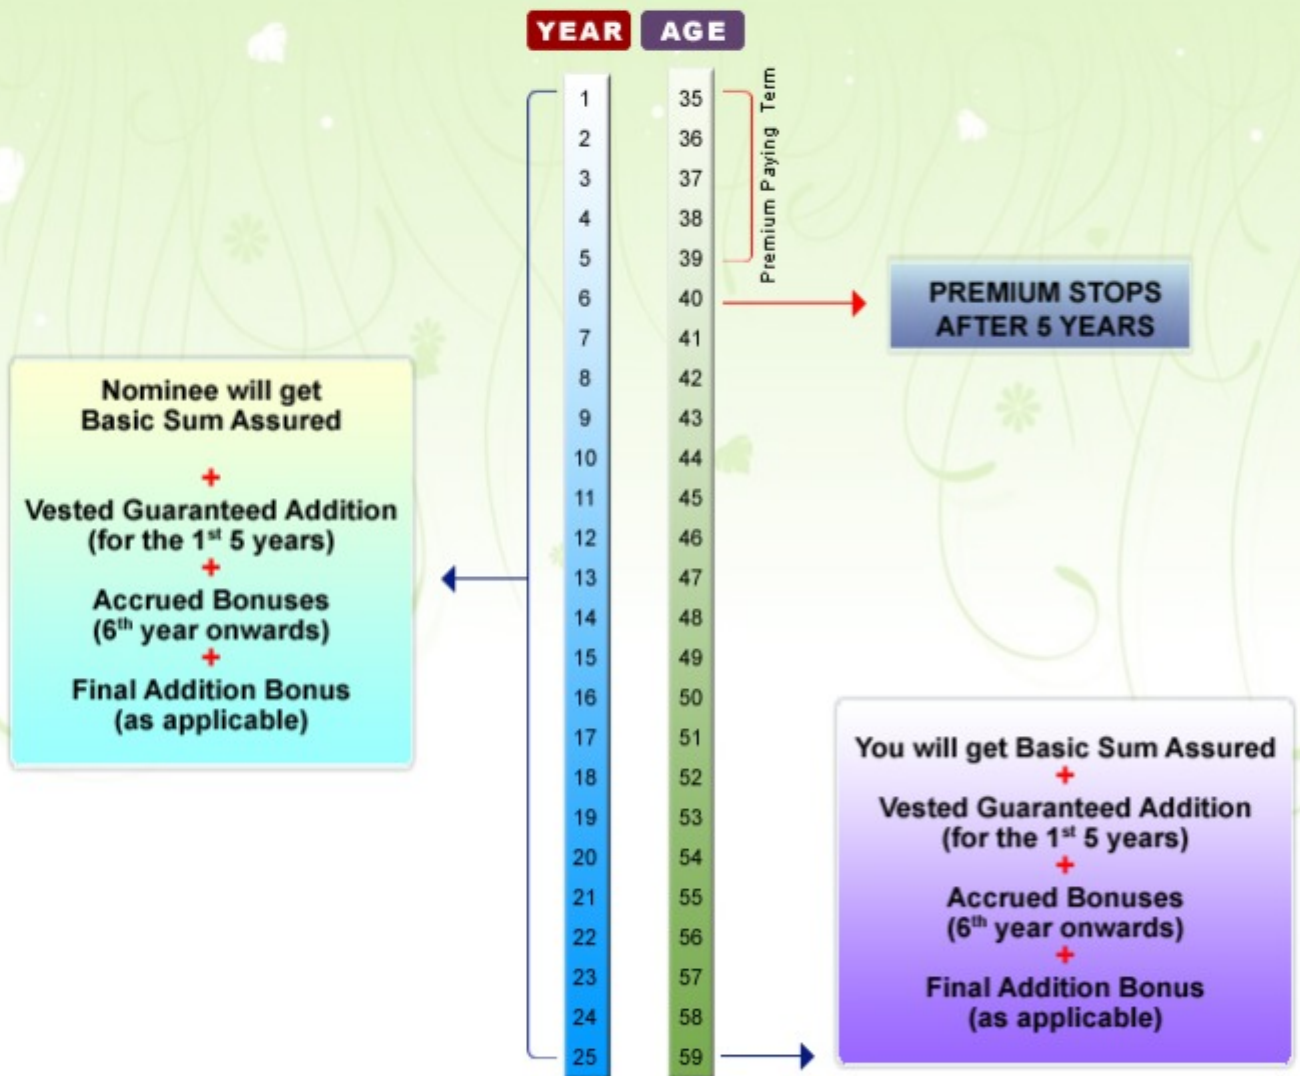 YEAR AGE
1 35
2 36
3 37
4 38
5 39
6 40
7 41
8 42
9 43
10 44
11 45
12 46
13 47
14 48
15 49
16 50
17 51
18 52
19 53
20 54
21 55
22 56
23 57
24 58
25 59
Premium Paying Term
PREMIUM STOPS
AFTER 5 YEARS
Nominee will get
Basic Sum Assured
+
Vested Guaranteed Addition
(for the 1st 5 years)
+
Accrued Bonuses
(6th year onwards)
+
Final Addition Bonus
(as applicable)
You will get Basic Sum Assured
+
Vested Guaranteed Addition
(for the 1st 5 years)
+
Accrued Bonuses
(6th year onwards)
+
Final Addition Bonus
(as applicable)